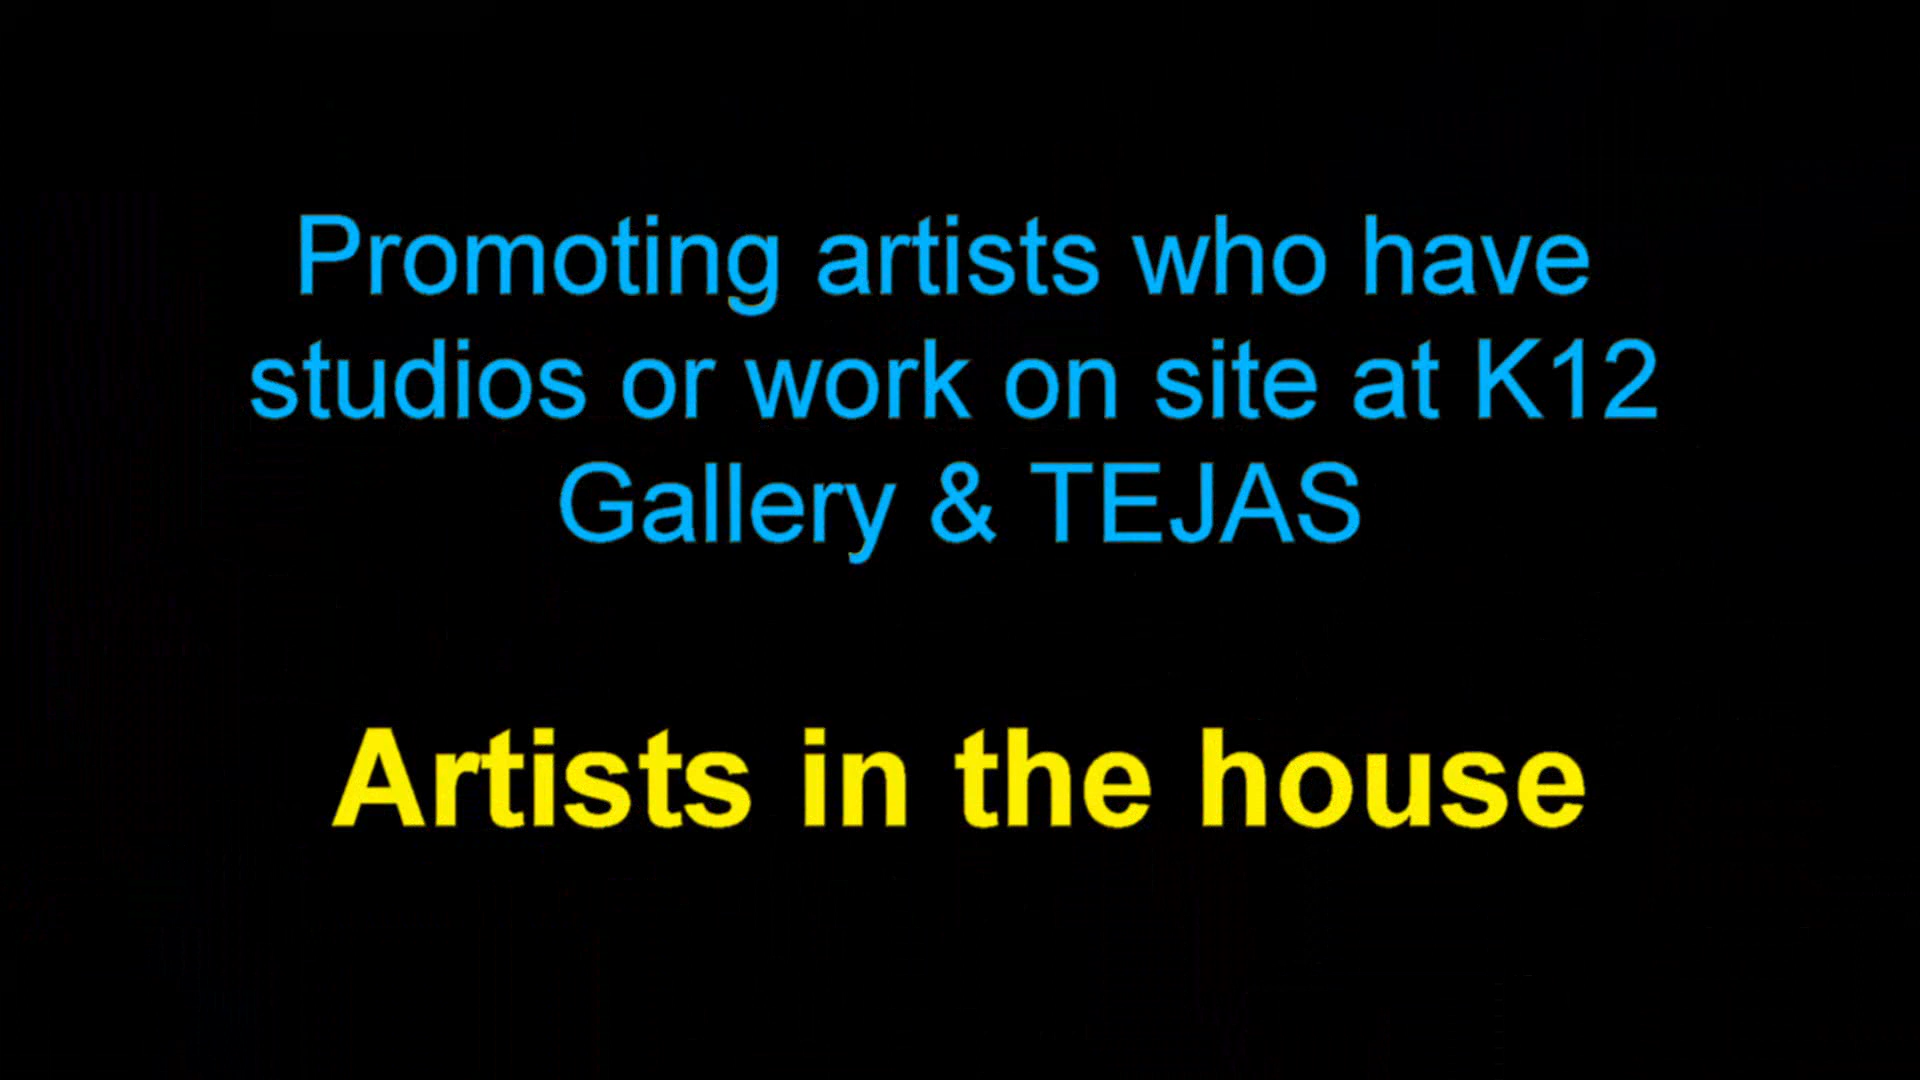 Promoting artists who have
studios or work on site at K12
Gallery & TEJAS
Artists in the house